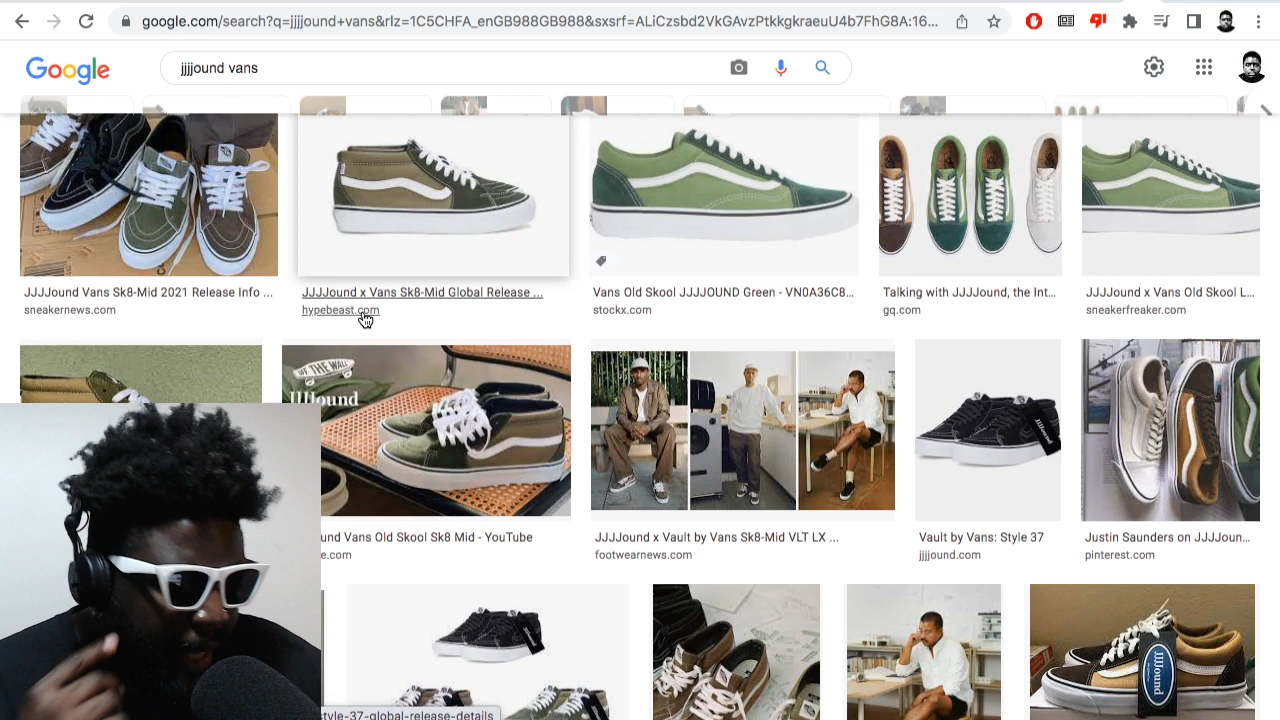 google.com/search?q=jjjjound+vans&rlz=1C5CHFA_enGB988GB988&sxsrf=ALiCzsbd2VkGAvzPtkkgkraeuU4b7FhG8A:16...
Google
jjjjound vans
JJJJound Vans Sk8-Mid 2021 Release Info ...
sneakernews.com
JJJJound x Vans Sk8-Mid Global Release ...
hypebeast.com
Vans Old Skool JJJJOUND Green - VN0A36C8...
stockx.com
Talking with JJJJound, the Int...
gq.com
JJJJound x Vans Old Skool L...
sneakerfreaker.com
OFF THE WALL
JJJJound
und Vans Old Skool Sk8 Mid - YouTube
e.com
JJJJound x Vault by Vans Sk8-Mid VLT LX ...
footwearnews.com
Vault by Vans: Style 37
jjjjound.com
Justin Saunders on JJJJoun...
pinterest.com
JJJJound
style-37-global-release-details